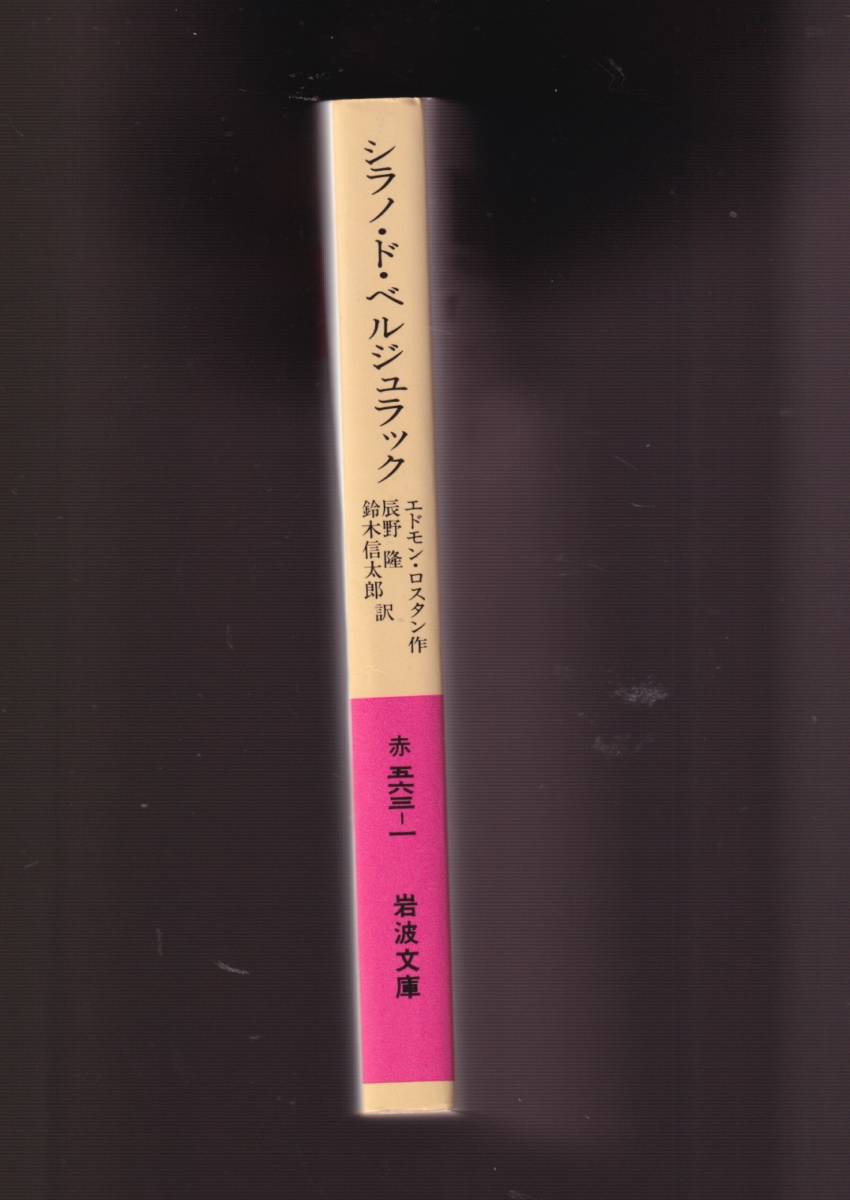 シラノ・ド・ベルジュラック
エドモン・ロスタン作
辰野 隆
鈴木信太郎 訳
赤 五六三-一
岩波文庫